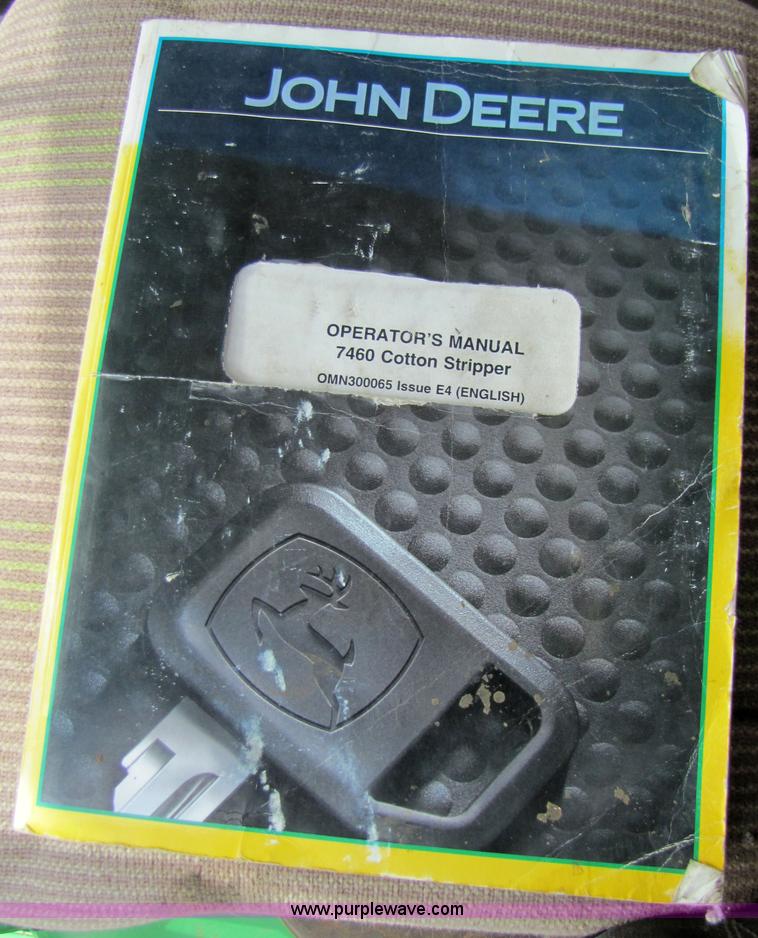 JOHN DEERE
OPERATOR'S MANUAL
7460 Cotton Stripper
OMN300065 Issue E4 (ENGLISH)
www.purplewave.com